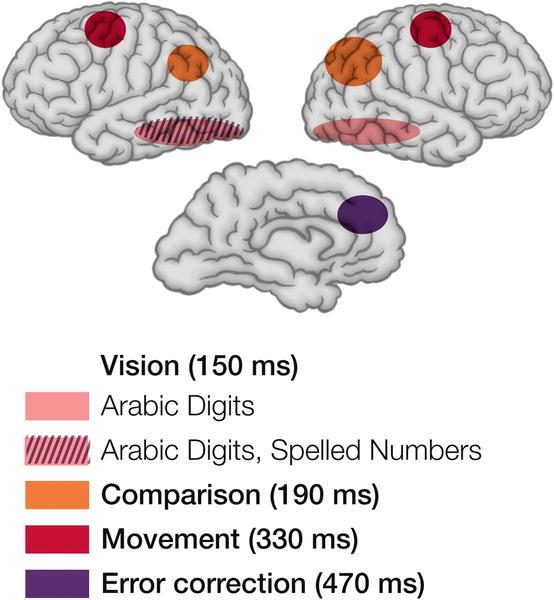 Vision (150 ms)
Arabic Digits
Arabic Digits, Spelled Numbers
Comparison (190 ms)
Movement (330 ms)
Error correction (470 ms)